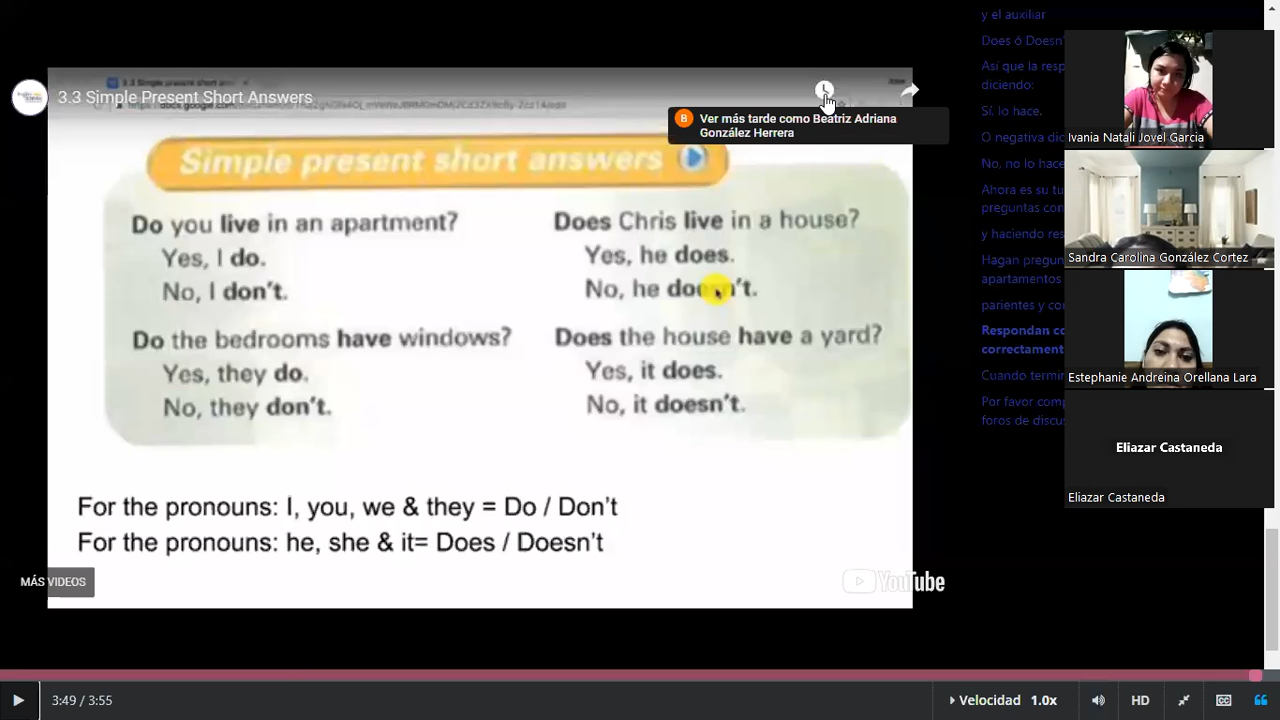 y el auxiliar
Does ó Doesn'
Así que la resp
diciendo:
Sí, lo hace.
O negativa dic
No, no lo hace
Ahora es su tu
preguntas con
y haciendo res
Hagan pregun
apartamentos
parientes y co
Respondan co
correctament
Cuando termin
Por favor comp
foros de discus
Ivania Natali Jovel Garcia
Sandra Carolina González Cortez
Estephanie Andreina Orellana Lara
Eliazar Castaneda
Eliazar Castaneda
3.3 Simple Present Short Answers
B Ver más tarde como Beatriz Adriana
González Herrera
Simple present short answers
Do you live in an apartment?
Yes, I do.
No, I don't.
Do the bedrooms have windows?
Yes, they do.
No, they don't.
Does Chris live in a house?
Yes, he does.
No, he doesn't.
Does the house have a yard?
Yes, it does.
No, it doesn't.
For the pronouns: I, you, we & they = Do / Don't
For the pronouns: he, she & it= Does / Doesn't
MÁS VIDEOS
YouTube
3:49 / 3:55
Velocidad 1.0x
HD
CC